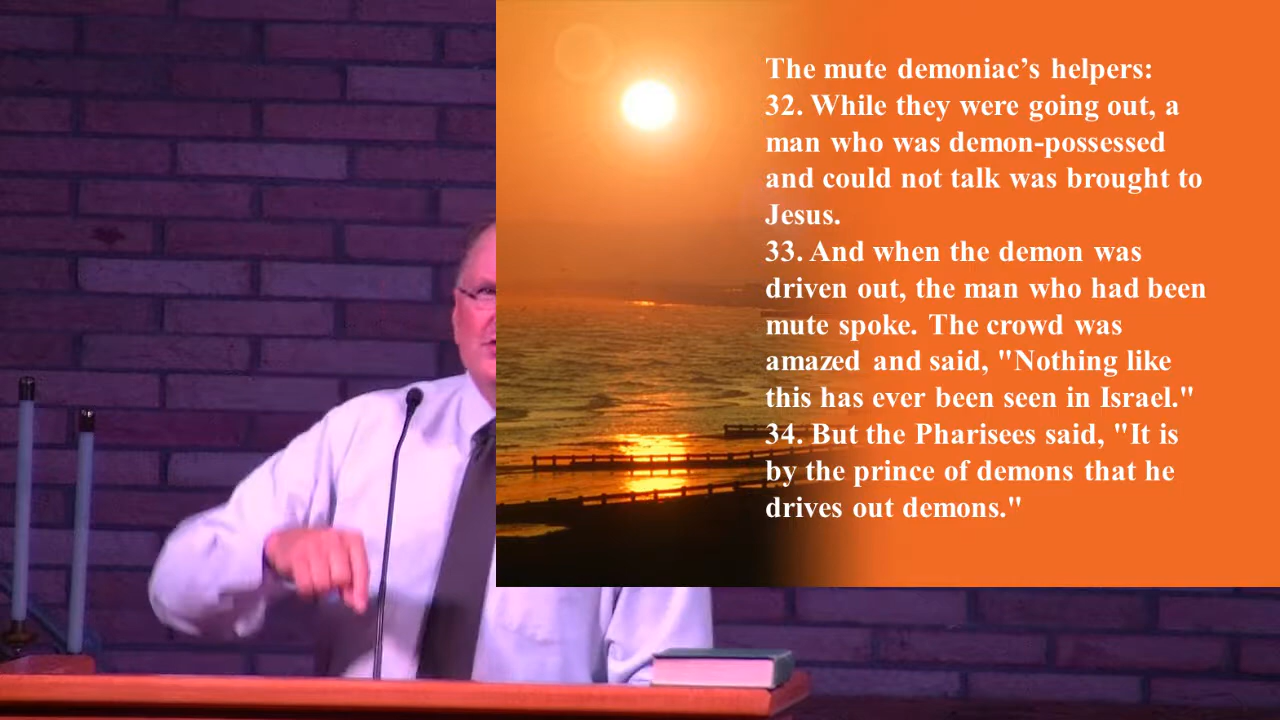 The mute demoniac’s helpers:
32. While they were going out, a
man who was demon-possessed
and could not talk was brought to
Jesus.
33. And when the demon was
driven out, the man who had been
mute spoke. The crowd was
amazed and said, "Nothing like
this has ever been seen in Israel."
34. But the Pharisees said, "It is
by the prince of demons that he
drives out demons."